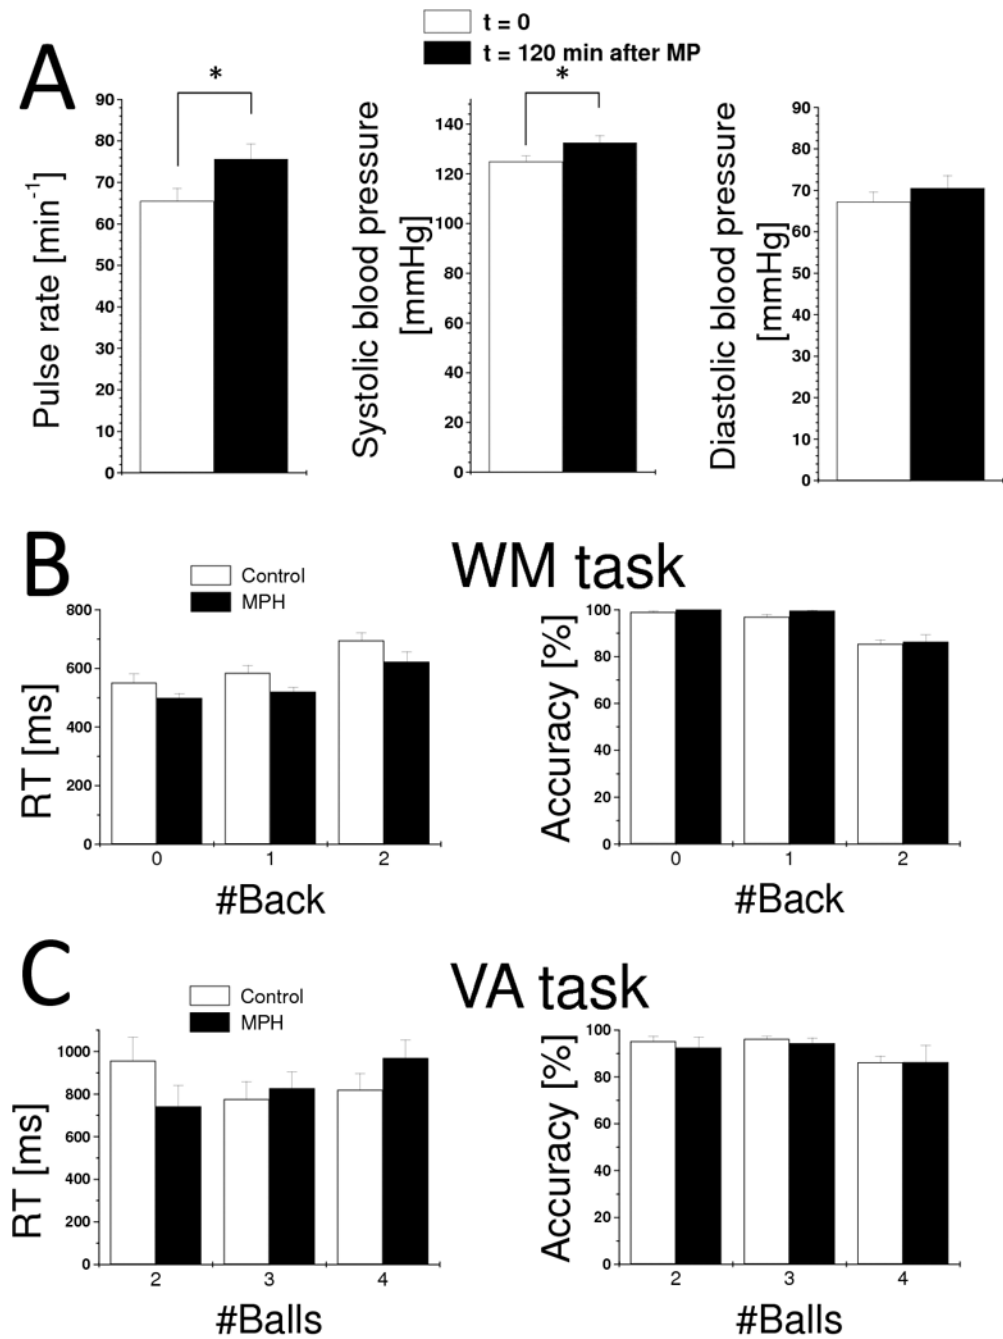 t = 0
t = 120 min after MP
A
*
*
Pulse rate [min⁻¹]
90
80
70
60
50
40
30
20
10
0
Systolic blood pressure
[mmHg]
140
120
100
80
60
40
120
0
Diastolic blood pressure
[mmHg]
90
80
70
60
50
40
30
20
10
0
B
WM task
Control
MPH
RT [ms]
800
600
400
200
0
0 1 2
#Back
Accuracy [%]
100
80
60
40
20
0
0 1 2
#Back
C
VA task
Control
MPH
RT [ms]
1000
800
600
400
200
0
2 3 4
#Balls
Accuracy [%]
100
80
60
40
20
0
2 3 4
#Balls